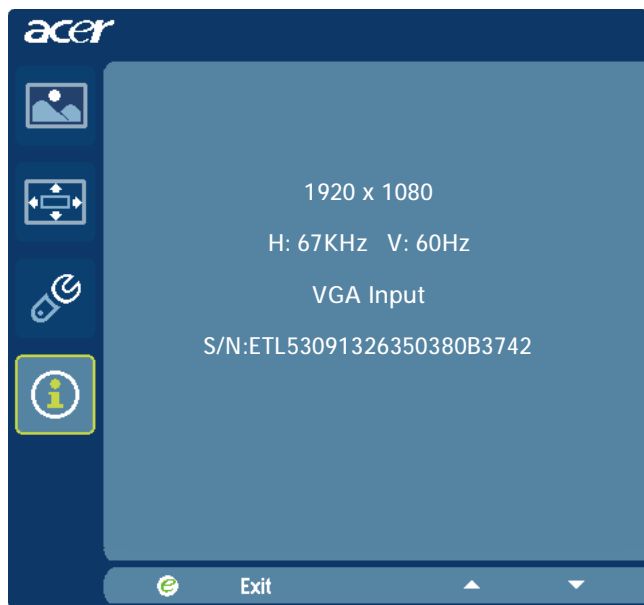 acer
1920 x 1080
H: 67KHz V: 60Hz
VGA Input
S/N:ETL53091326350380B3742
e Exit